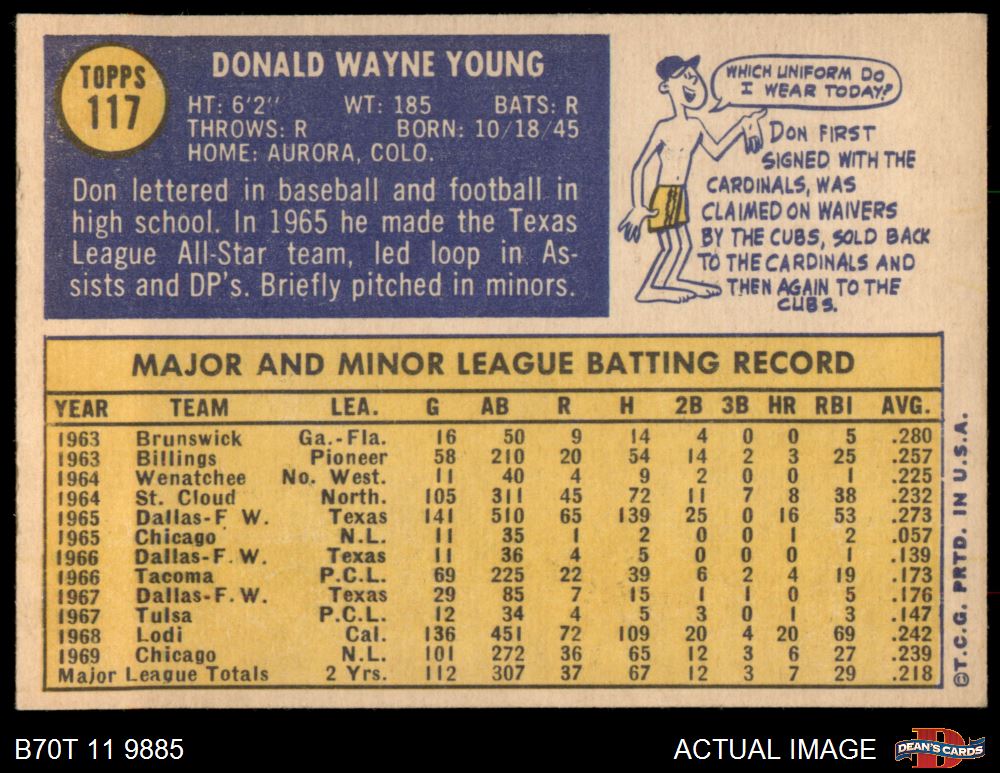 TOPPS
117
DONALD WAYNE YOUNG
HT: 6'2" WT: 185 BATS: R
THROWS: R BORN: 10/18/45
HOME: AURORA, COLO.
Don lettered in baseball and football in
high school. In 1965 he made the Texas
League All-Star team, led loop in As-
sists and DP's. Briefly pitched in minors.
WHICH UNIFORM DO
I WEAR TODAY?
DON FIRST
SIGNED WITH THE
CARDINALS, WAS
CLAIMED ON WAIVERS
BY THE CUBS, SOLD BACK
TO THE CARDINALS AND
THEN AGAIN TO THE
CUBS.
MAJOR AND MINOR LEAGUE BATTING RECORD
YEAR TEAM LEA. G AB R H 2B 3B HR RBI AVG.
1963 Brunswick Ga.-Fla. 16 50 9 14 4 0 0 5 .280
1963 Billings Pioneer 58 210 20 54 14 2 3 25 .257
1964 Wenatchee No. West. 11 40 4 9 2 0 0 1 .225
1964 St. Cloud North. 105 311 45 72 11 7 8 38 .232
1965 Dallas-F W. Texas 141 510 65 139 25 0 16 53 .273
1965 Chicago N.L. 11 35 1 2 0 0 1 2 .057
1966 Dallas-F.W. Texas 11 36 4 5 0 0 0 1 .139
1966 Tacoma P.C.L. 69 225 22 39 6 2 4 19 .173
1967 Dallas-F.W. Texas 29 85 7 15 1 1 0 5 .176
1967 Tulsa P.C.L. 12 34 4 5 3 0 1 3 .147
1968 Lodi Cal. 136 451 72 109 20 4 20 69 .242
1969 Chicago N.L. 101 272 36 65 12 3 6 27 .239
Major League Totals 2 Yrs. 112 307 37 67 12 3 7 29 .218
©T.C.G. PRTD. IN U.S.A.
B70T 11 9885
ACTUAL IMAGE
DEAN'S CARDS